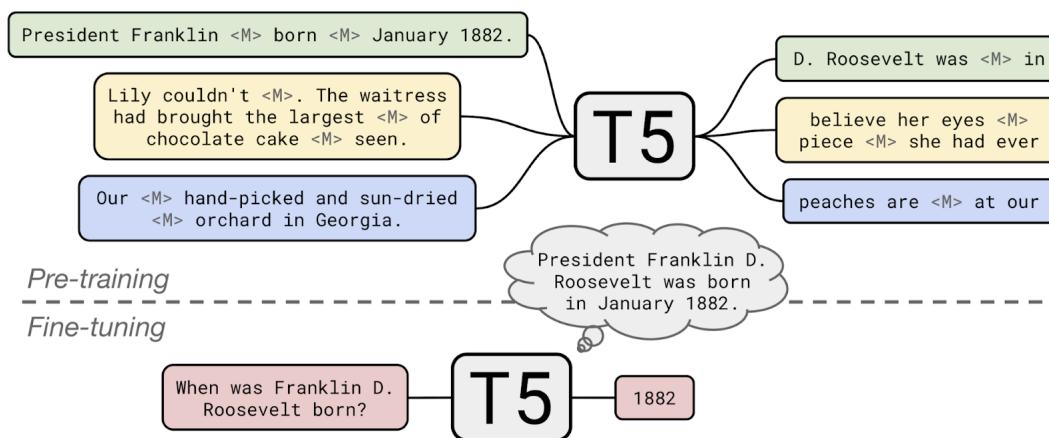 President Franklin <M> born <M> January 1882.
Lily couldn't <M>. The waitress
had brought the largest <M> of
chocolate cake <M> seen.
Our <M> hand-picked and sun-dried
<M> orchard in Georgia.
T5
D. Roosevelt was <M> in
believe her eyes <M>
piece <M> she had ever
peaches are <M> at our
Pre-training
President Franklin D.
Roosevelt was born
in January 1882.
Fine-tuning
When was Franklin D.
Roosevelt born?
T5
1882